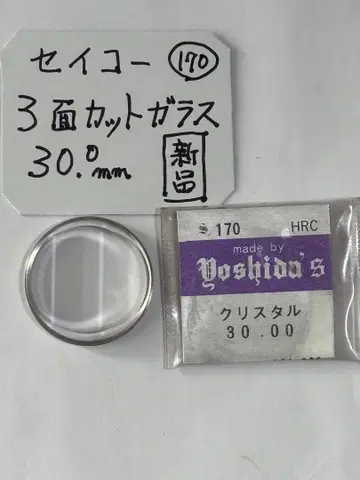 セイコー 170
3面カットガラス
30.0mm 新品
S 170 HRC
made by
Yoshida's
クリスタル
30.00